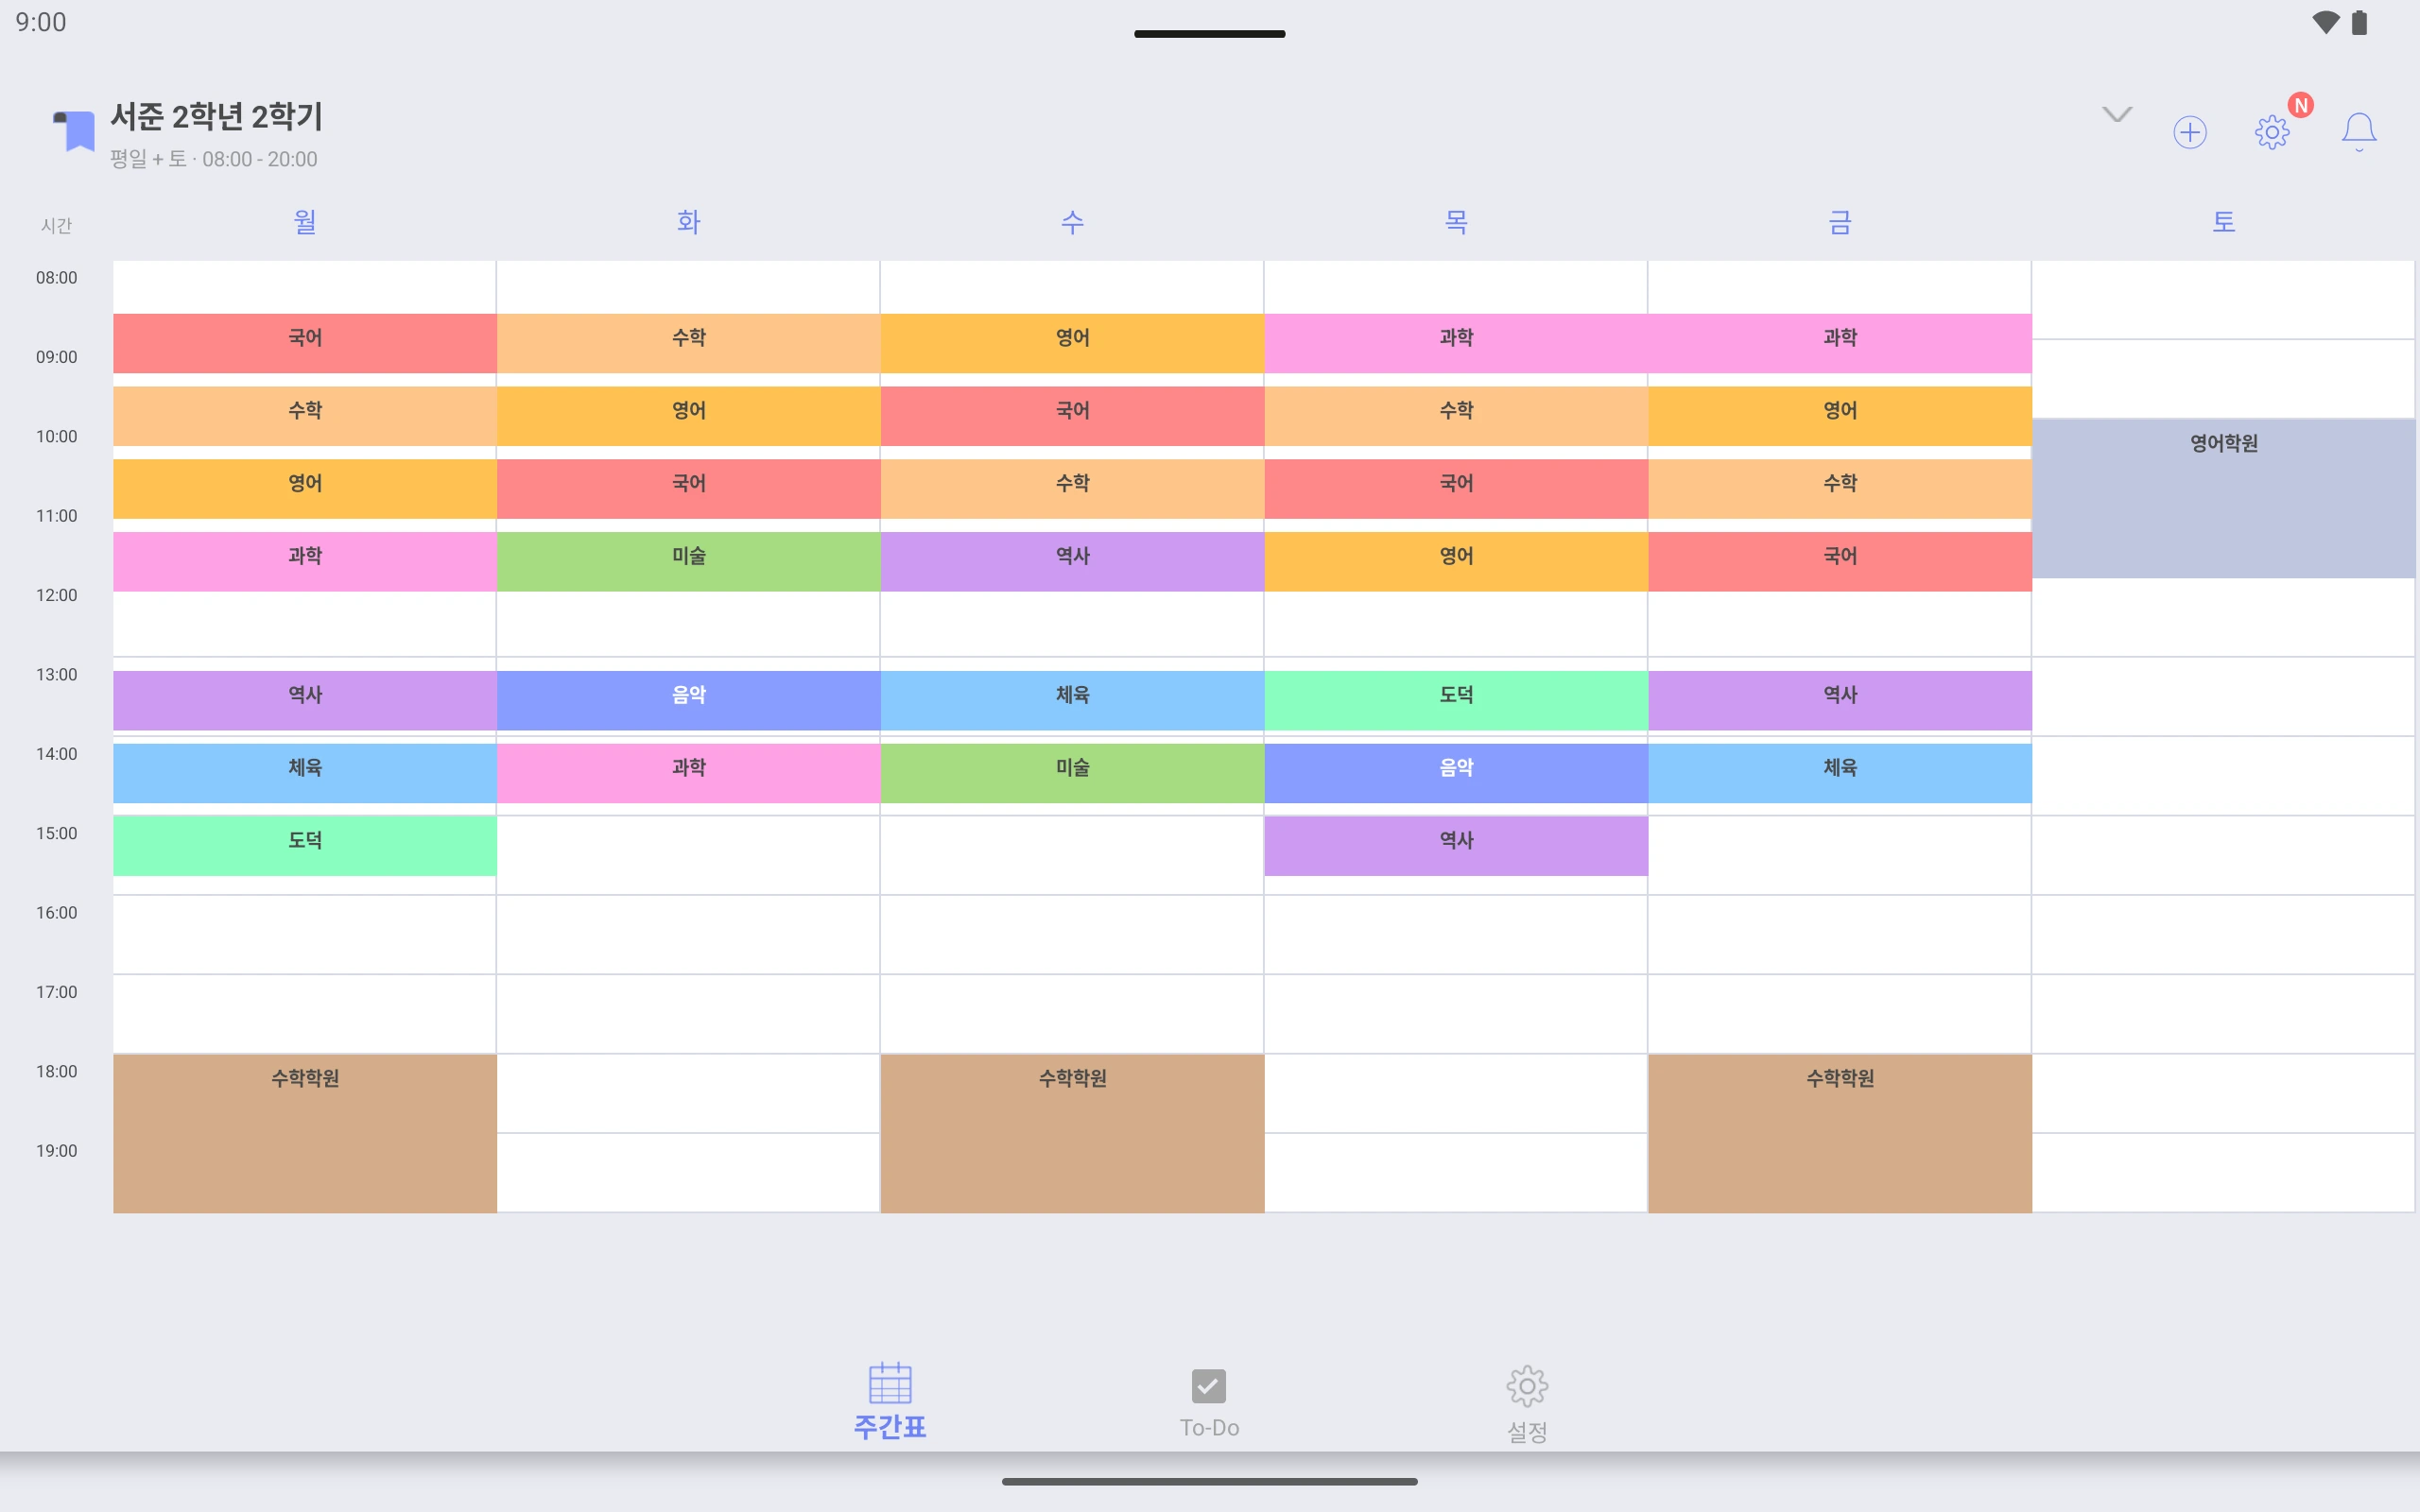 9:00
서준 2학년 2학기
평일 + 토 · 08:00 - 20:00
N
시간 월 화 수 목 금 토
08:00
국어 수학 영어 과학 과학
09:00
수학 영어 국어 수학 영어
10:00
영어학원
영어 국어 수학 국어 수학
11:00
과학 미술 역사 영어 국어
12:00
13:00
역사 음악 체육 도덕 역사
14:00
체육 과학 미술 음악 체육
15:00
도덕 역사
16:00
17:00
18:00
수학학원 수학학원 수학학원
19:00
주간표 To-Do 설정